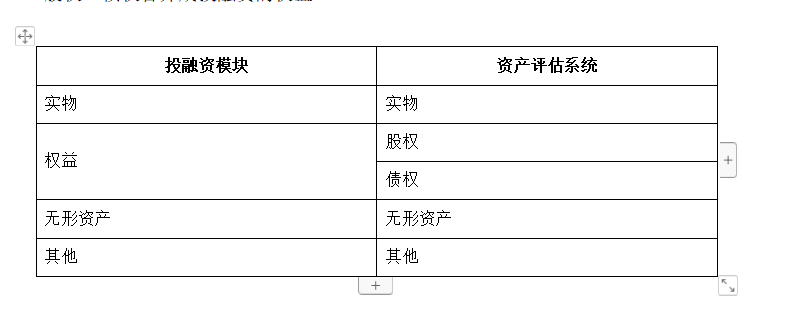 投融资模块 资产评估系统
实物 实物
权益 股权
债权
无形资产 无形资产
其他 其他